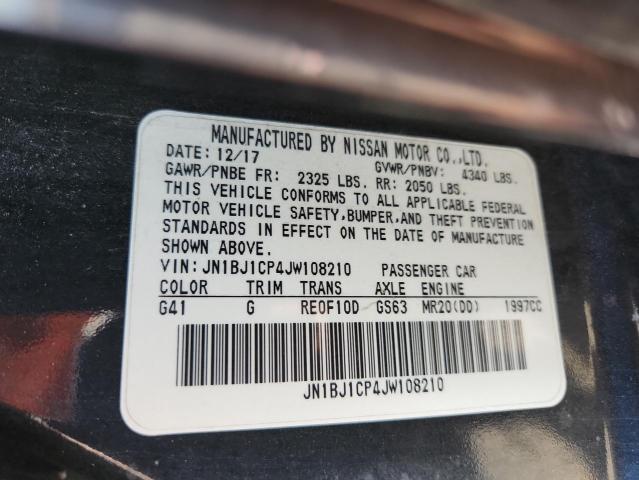 MANUFACTURED BY NISSAN MOTOR CO.,LTD.
DATE: 12/17 GVWR/PNBV: 4340 LBS.
GAWR/PNBE FR: 2325 LBS. RR: 2050 LBS.
THIS VEHICLE CONFORMS TO ALL APPLICABLE FEDERAL
MOTOR VEHICLE SAFETY,BUMPER,AND THEFT PREVENTION
STANDARDS IN EFFECT ON THE DATE OF MANUFACTURE
SHOWN ABOVE.
VIN: JN1BJ1CP4JW108210 PASSENGER CAR
COLOR TRIM TRANS AXLE ENGINE
G41 G RE0F10D GS63 MR20(DD) 1997CC
JN1BJ1CP4JW108210